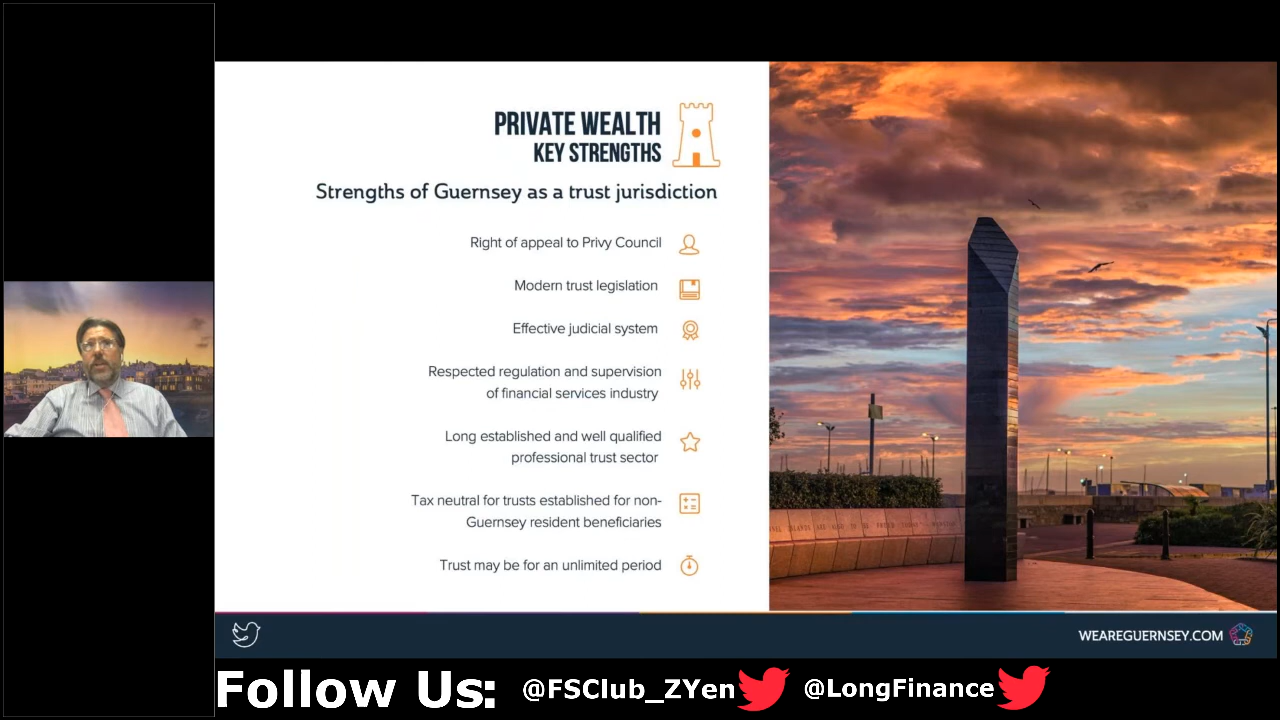 PRIVATE WEALTH
KEY STRENGTHS
Strengths of Guernsey as a trust jurisdiction
Right of appeal to Privy Council
Modern trust legislation
Effective judicial system
Respected regulation and supervision
of financial services industry
Long established and well qualified
professional trust sector
Tax neutral for trusts established for non-
Guernsey resident beneficiaries
Trust may be for an unlimited period
WEAREGUERNSEY.COM
Follow Us: @FSClub_ZYen @LongFinance